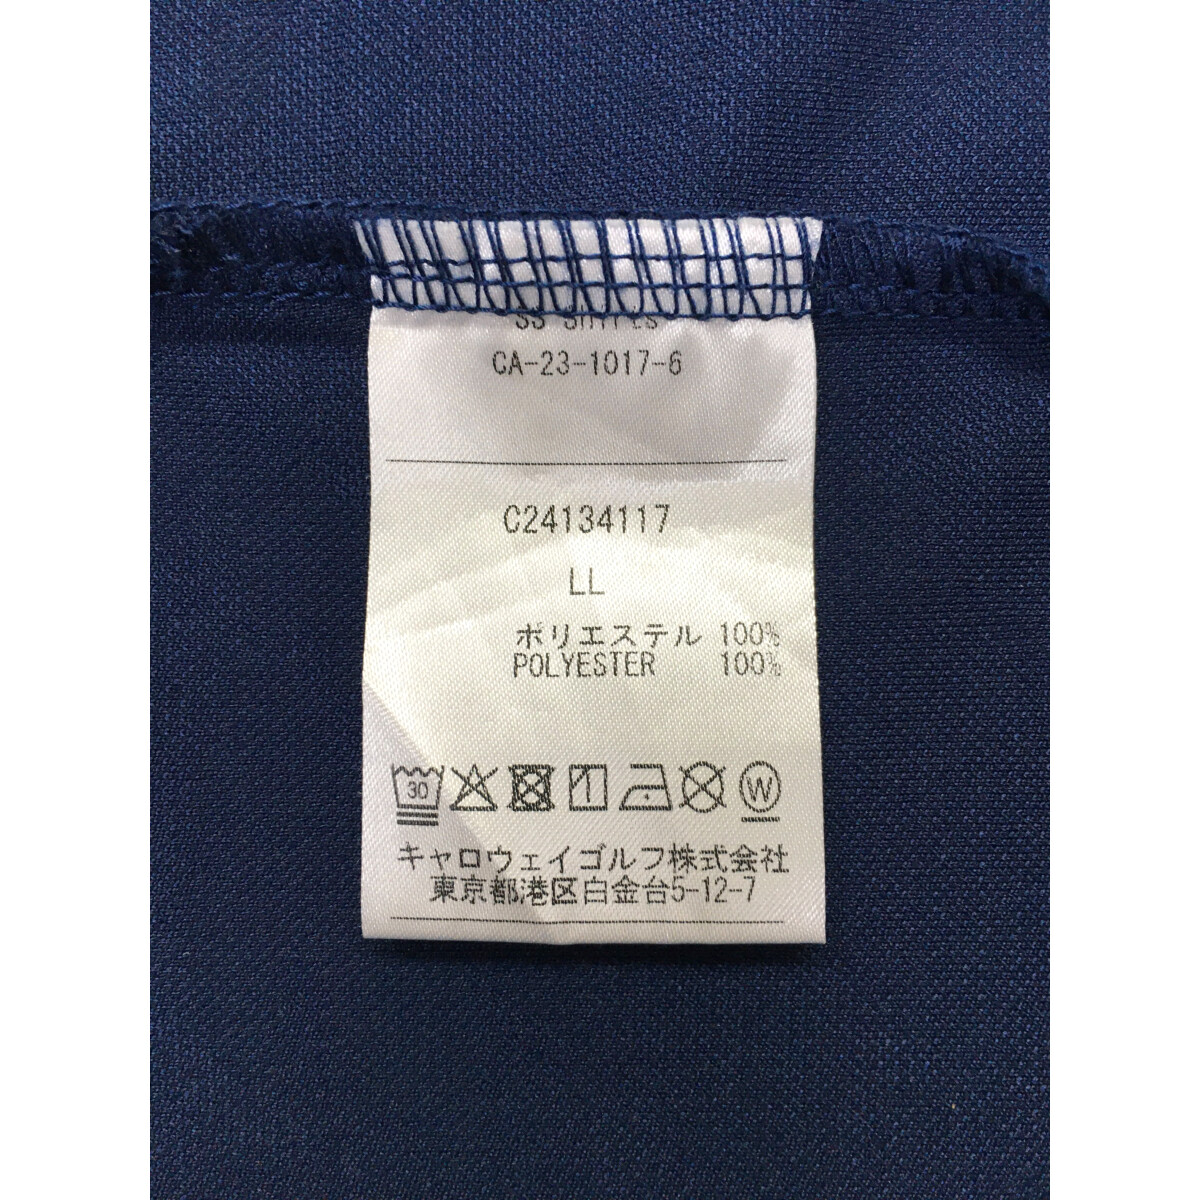 SS Shirts
CA-23-1017-6
C24134117
LL
ポリエステル 100%
POLYESTER 100%
30 W
キャロウェイゴルフ株式会社
東京都港区白金台5-12-7